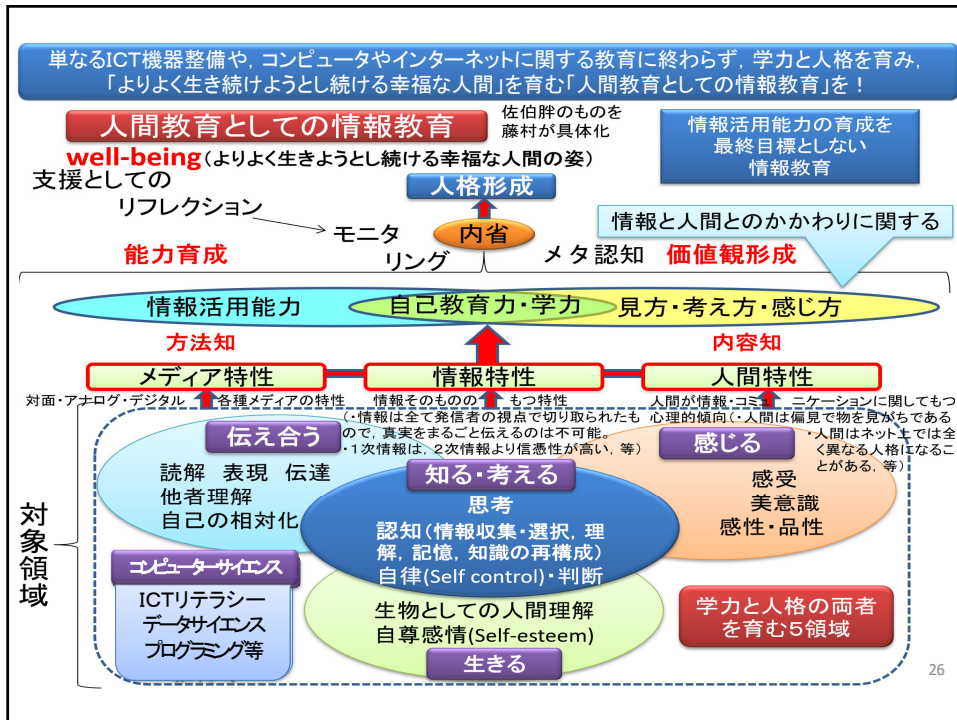 単なるICT機器整備や, コンピュータやインターネットに関する教育に終わらず, 学力と人格を育み,
「よりよく生き続けようとし続ける幸福な人間」を育む「人間教育としての情報教育」を!
人間教育としての情報教育
佐伯胖のものを
藤村が具体化
情報活用能力の育成を
最終目標としない
情報教育
well-being(よりよく生きようとし続ける幸福な人間の姿)
支援としての
リフレクション
人格形成
モニタ
リング
内省
メタ認知
能力育成
価値観形成
情報と人間とのかかわりに関する
情報活用能力
自己教育力・学力
見方・考え方・感じ方
方法知
内容知
メディア特性
情報特性
人間特性
対面・アナログ・デジタル
各種メディアの特性
情報そのものの もつ特性
(・情報は全て発信者の視点で切り取られたも
ので, 真実をまるごと伝えるのは不可能。
・1次情報は, 2次情報より信憑性が高い, 等)
人間が情報・コミュ ニケーションに関してもつ
心理的傾向(・人間は偏見で物を見がちである
・人間はネット上では全
く異なる人格になるこ
とがある, 等)
伝え合う
読解 表現 伝達
他者理解
自己の相対化
知る・考える
思考
認知(情報収集・選択, 理
解, 記憶, 知識の再構成)
自律(Self control)・判断
感じる
感受
美意識
感性・品性
対象領域
コンピューターサイエンス
ICTリテラシー
データサイエンス
プログラミング等
生物としての人間理解
自尊感情(Self-esteem)
生きる
学力と人格の両者
を育む5領域
26